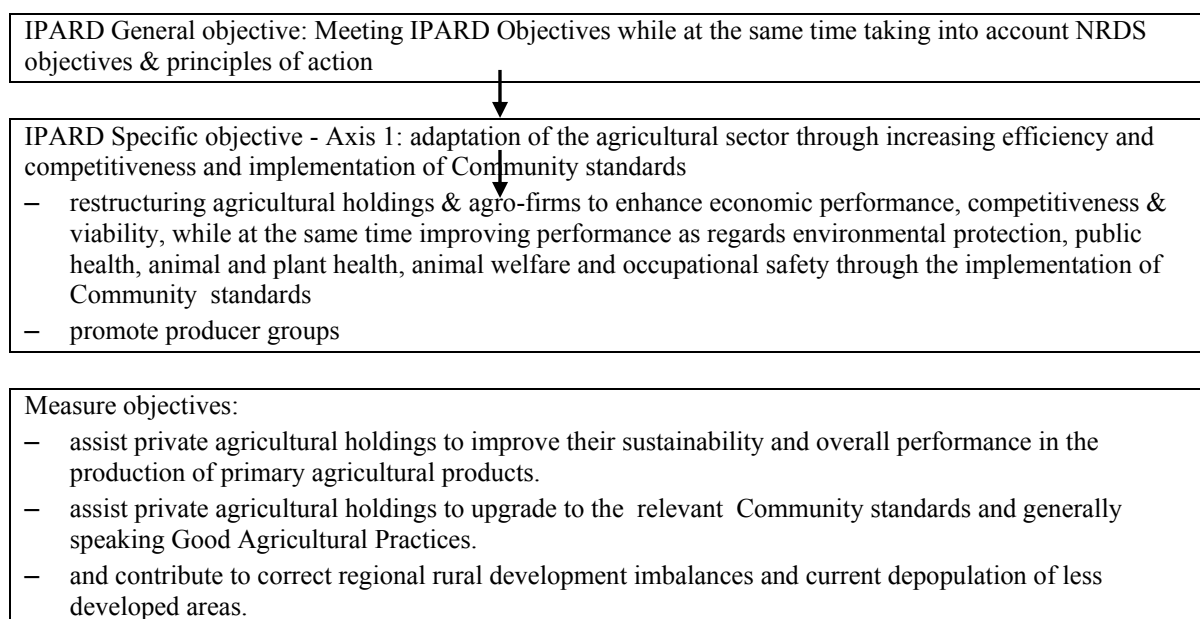 IPARD General objective: Meeting IPARD Objectives while at the same time taking into account NRDS
objectives & principles of action
IPARD Specific objective - Axis 1: adaptation of the agricultural sector through increasing efficiency and
competitiveness and implementation of Community standards
– restructuring agricultural holdings & agro-firms to enhance economic performance, competitiveness &
viability, while at the same time improving performance as regards environmental protection, public
health, animal and plant health, animal welfare and occupational safety through the implementation of
Community standards
– promote producer groups
Measure objectives:
– assist private agricultural holdings to improve their sustainability and overall performance in the
production of primary agricultural products.
– assist private agricultural holdings to upgrade to the relevant Community standards and generally
speaking Good Agricultural Practices.
– and contribute to correct regional rural development imbalances and current depopulation of less
developed areas.